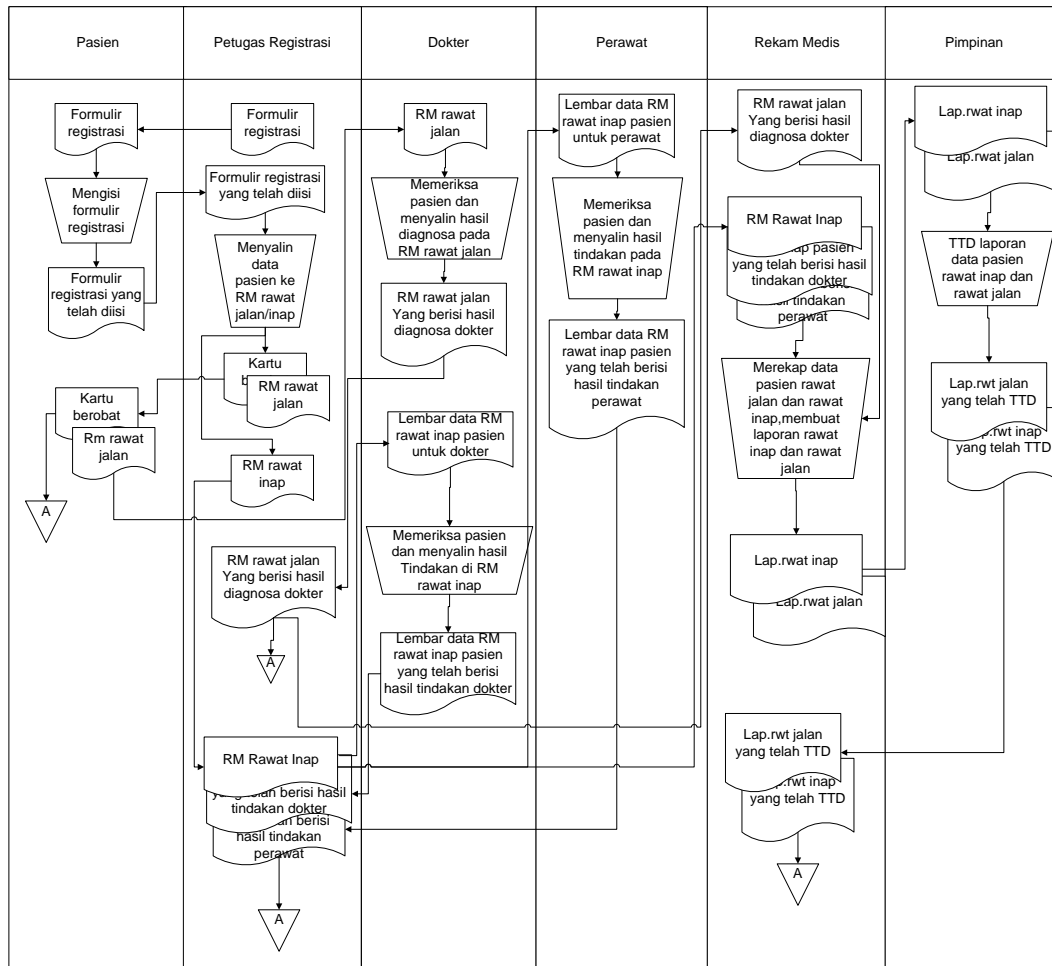 Pasien
Petugas Registrasi
Dokter
Perawat
Rekam Medis
Pimpinan
Formulir
registrasi
Mengisi
formulir
registrasi
Formulir
registrasi yang
telah diisi
Kartu
berobat
Rm rawat
jalan
A
Formulir
registrasi
Formulir registrasi
yang telah diisi
Menyalin
data
pasien ke
RM rawat
jalan/inap
Kartu
RM rawat
jalan
RM rawat
inap
RM rawat jalan
Yang berisi hasil
diagnosa dokter
A
RM Rawat Inap
berisi hasil
tindakan dokter
berisi
hasil tindakan
perawat
A
RM rawat
jalan
Memeriksa
pasien dan
menyalin hasil
diagnosa pada
RM rawat jalan
RM rawat jalan
Yang berisi hasil
diagnosa dokter
Lembar data RM
rawat inap pasien
untuk dokter
Memeriksa pasien
dan menyalin hasil
Tindakan di RM
rawat inap
Lembar data RM
rawat inap pasien
yang telah berisi
hasil tindakan dokter
Lembar data RM
rawat inap pasien
untuk perawat
Memeriksa
pasien dan
menyalin hasil
tindakan pada
RM rawat inap
Lembar data RM
rawat inap pasien
yang telah berisi
hasil tindakan
perawat
RM rawat jalan
Yang berisi hasil
diagnosa dokter
RM Rawat Inap
pasien
yang telah berisi hasil
tindakan dokter
tindakan
perawat
Merekap data
pasien rawat
jalan dan rawat
inap,membuat
laporan rawat
inap dan rawat
jalan
Lap.rwat inap
Lap.rwat jalan
Lap.rwt jalan
yang telah TTD
rwt inap
yang telah TTD
A
Lap.rwat inap
Lap.rwat jalan
TTD laporan
data pasien
rawat inap dan
rawat jalan
Lap.rwt jalan
yang telah TTD
rwt inap
yang telah TTD